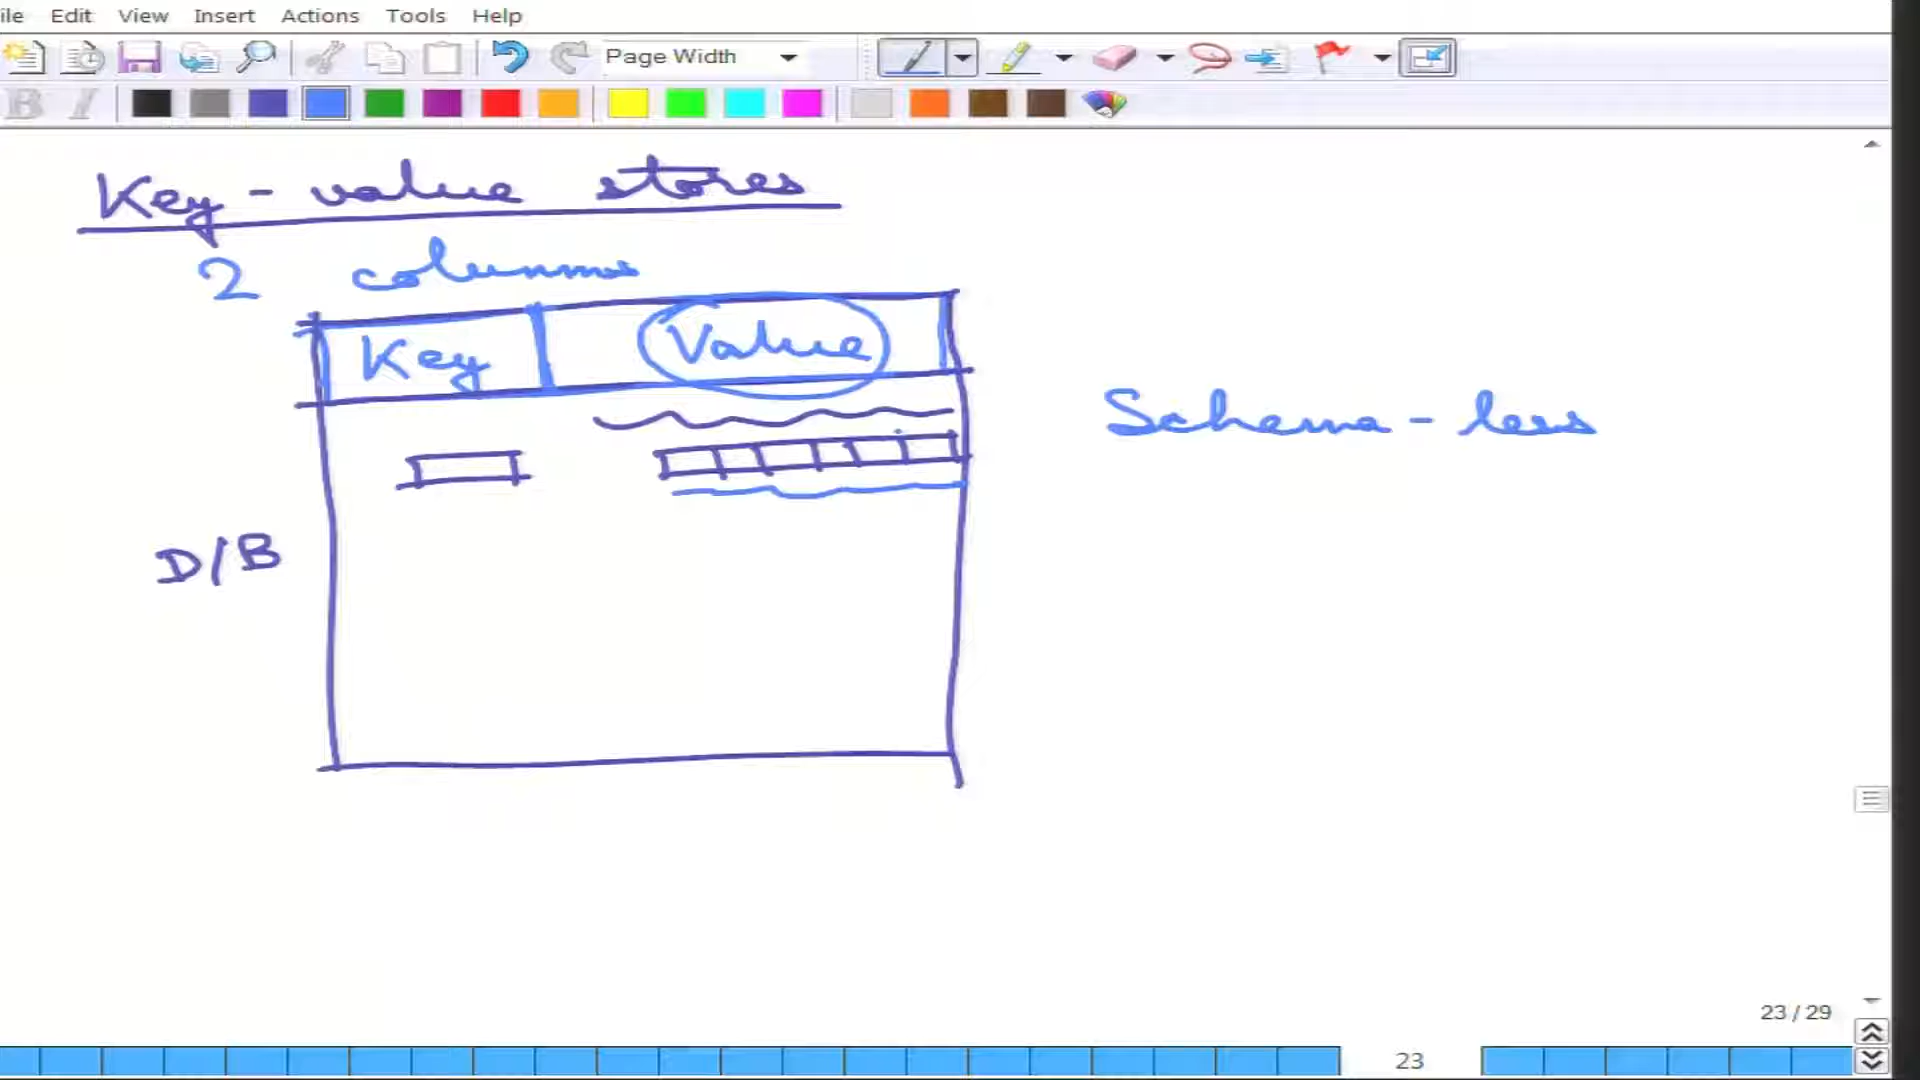 ile Edit View Insert Actions Tools Help
Page Width
B I
Key - value stores
2 columns
Key Value
Schema - less
D/B
23 / 29
23